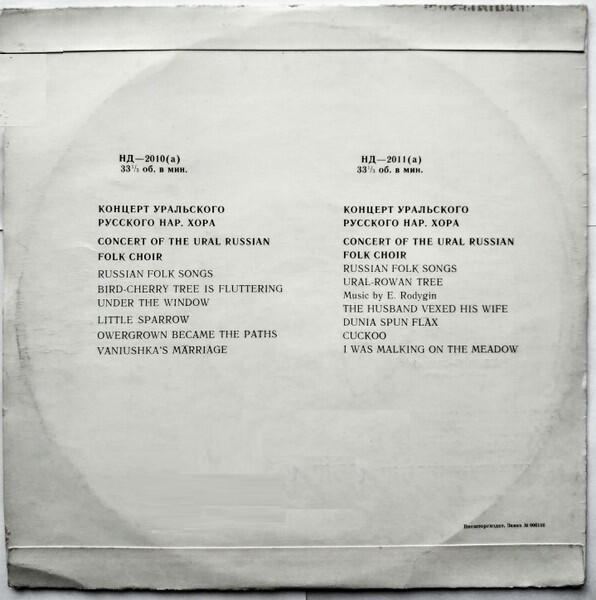 НД—2010(а)
33⅓ об. в мин.
КОНЦЕРТ УРАЛЬСКОГО
РУССКОГО НАР. ХОРА
CONCERT OF THE URAL RUSSIAN
FOLK CHOIR
RUSSIAN FOLK SONGS
BIRD-CHERRY TREE IS FLUTTERING
UNDER THE WINDOW
LITTLE SPARROW
OWERGROWN BECAME THE PATHS
VANIUSHKA'S MARRIAGE
НД—2011(а)
33⅓ об. в мин.
КОНЦЕРТ УРАЛЬСКОГО
РУССКОГО НАР. ХОРА
CONCERT OF THE URAL RUSSIAN
FOLK CHOIR
RUSSIAN FOLK SONGS
URAL-ROWAN TREE
Music by E. Rodygin
THE HUSBAND VEXED HIS WIFE
DUNIA SPUN FLAX
CUCKOO
I WAS MALKING ON THE MEADOW
Внешторгиздат. Заказ №